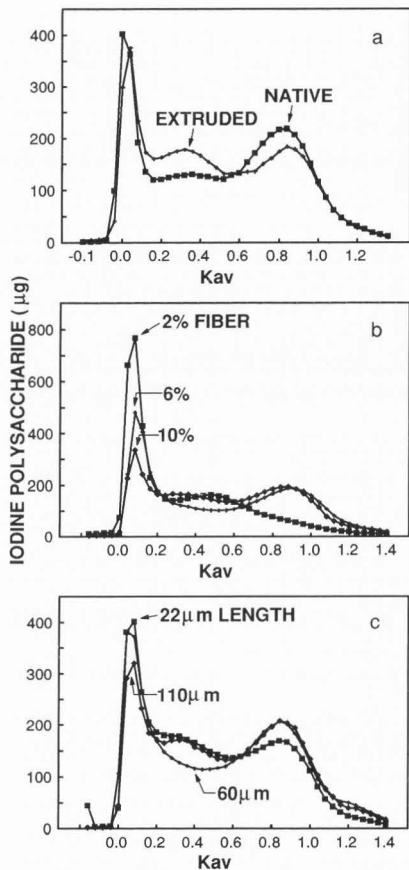 a
400
300
200
100
0
EXTRUDED
NATIVE
-0.1 0.0 0.2 0.4 0.6 0.8 1.0 1.2
Kav
IODINE POLYSACCHARIDE (µg)
b
800
600
400
200
0
2% FIBER
6%
10%
0.0 0.2 0.4 0.6 0.8 1.0 1.2 1.4
Kav
c
400
300
200
100
0
22µm LENGTH
110µm
60µm
0.0 0.2 0.4 0.6 0.8 1.0 1.2 1.4
Kav